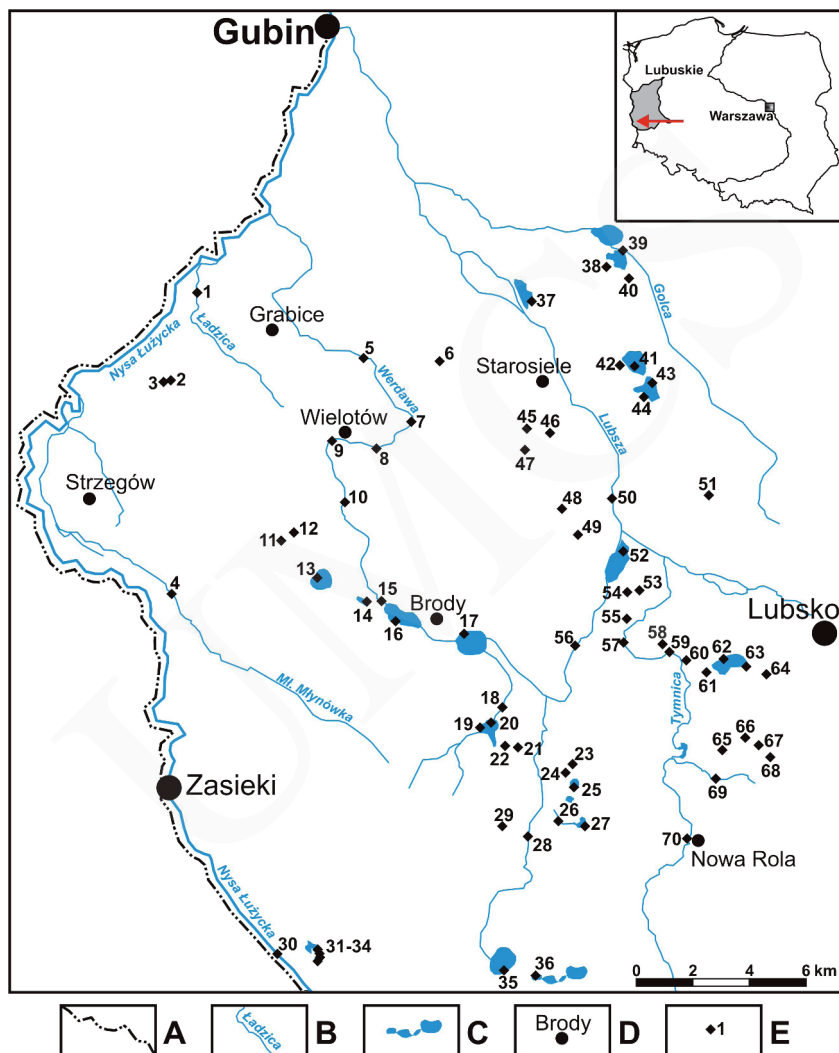 Gubin
Lubuskie
Warszawa
39
38
40
Golca
37
1
Ładzica
Nysa Łużycka
Grabice
5
6
Werdawa
Starosiele
42
41
43
44
3
2
7
Wielotów
9
8
45
46
47
Lubsza
Strzegów
10
48
50
51
49
11
12
52
13
4
14
15
16
Brody
17
54
53
55
Lubsko
56
57
58
59
60
62
63
61
64
Mł. Młynówka
Tymnica
18
19
20
22
21
66
65
67
68
23
24
25
69
Zasieki
29
26
27
28
70
Nowa Rola
Nysa Łużycka
30
31-34
35
36
0
2
4
6 km
A
Ładzica
B
C
Brody
D
1
E
UMCS